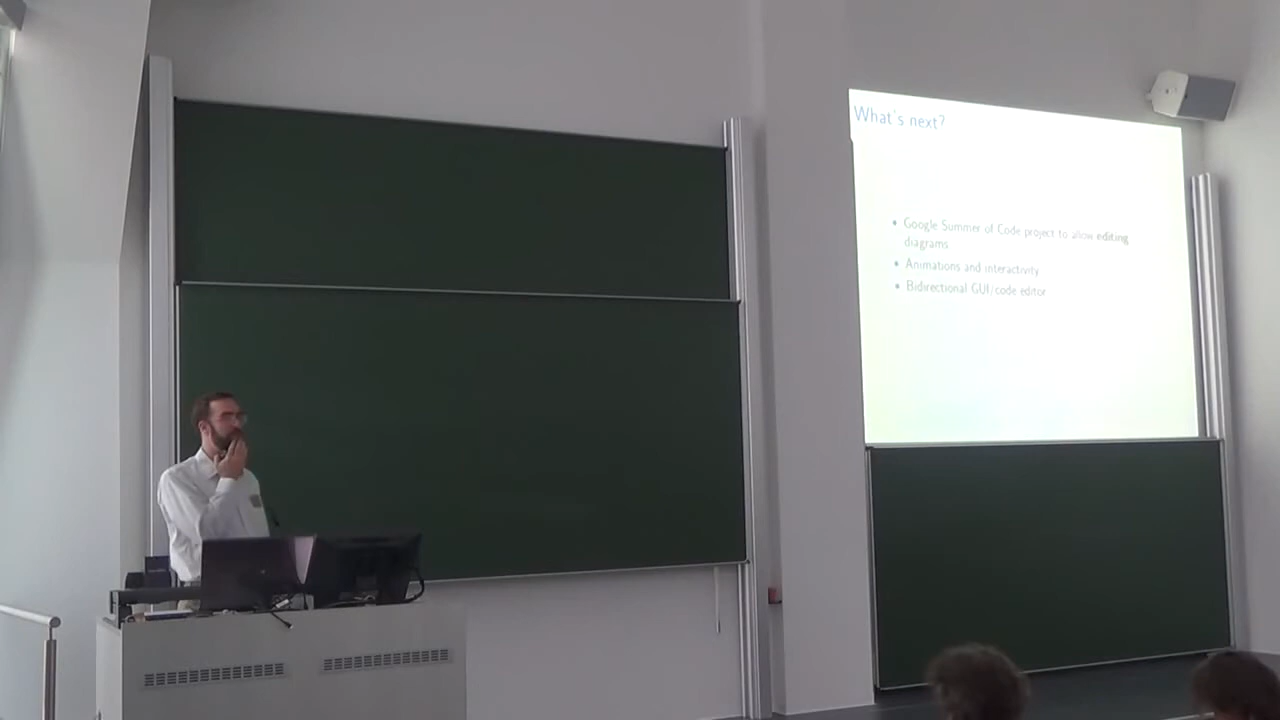 What's next?
• Google Summer of Code project to allow editing
diagrams
• Animations and interactivity
• Bidirectional GUI/code editor